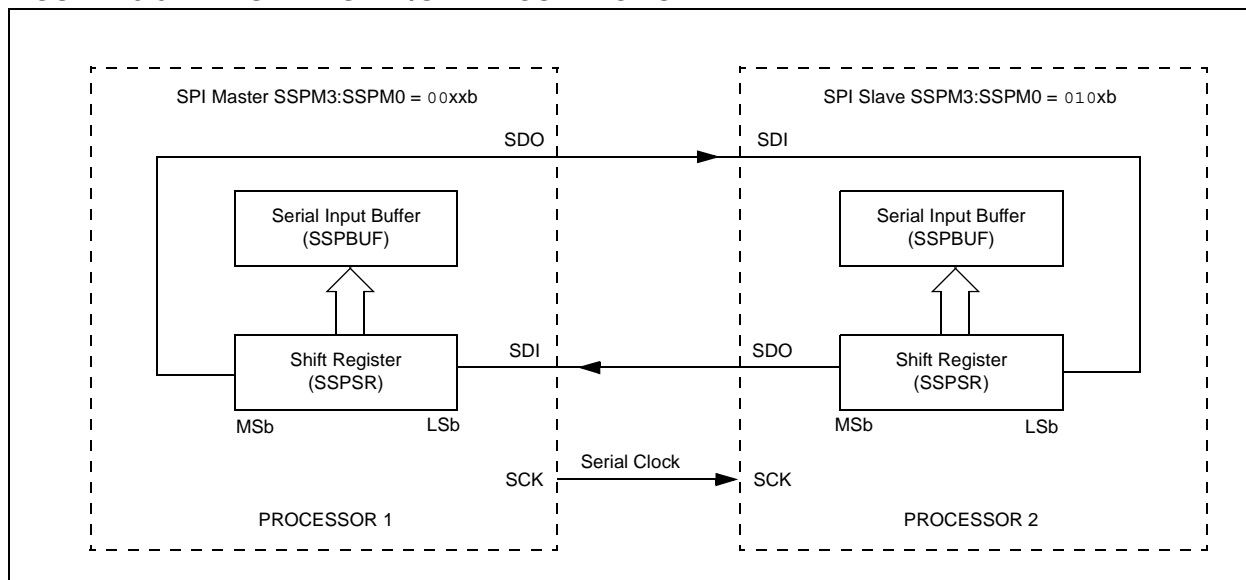 SPI Master SSPM3:SSPM0 = 00xxb
SPI Slave SSPM3:SSPM0 = 010xb
SDO
SDI
Serial Input Buffer
(SSPBUF)
Serial Input Buffer
(SSPBUF)
Shift Register
(SSPSR)
SDI
SDO
Shift Register
(SSPSR)
MSb
LSb
MSb
LSb
SCK
Serial Clock
SCK
PROCESSOR 1
PROCESSOR 2